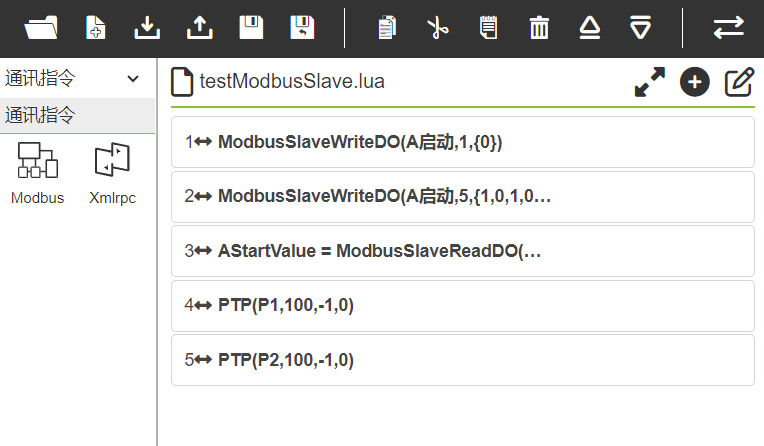 通讯指令
testModbusSlave.lua
通讯指令
Modbus
Xmlrpc
1 ModbusSlaveWriteDO(A启动,1,{0})
2 ModbusSlaveWriteDO(A启动,5,{1,0,1,0…
3 AStartValue = ModbusSlaveReadDO(…
4 PTP(P1,100,-1,0)
5 PTP(P2,100,-1,0)